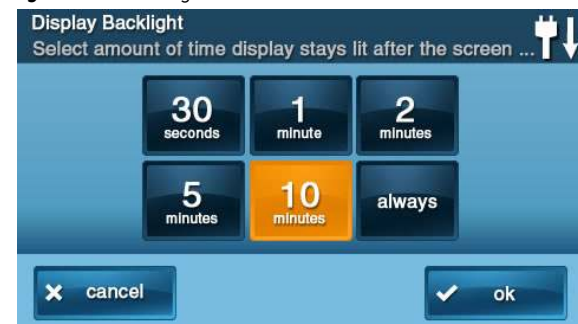 Display Backlight
Select amount of time display stays lit after the screen ...
30
seconds
1
minute
2
minutes
5
minutes
10
minutes
always
cancel
ok